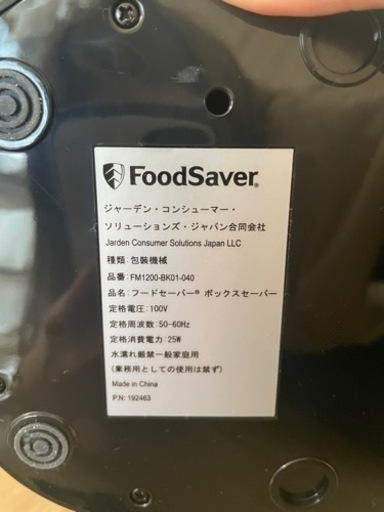 FoodSaver®
ジャーデン・コンシューマー・
ソリューションズ・ジャパン合同会社
Jarden Consumer Solutions Japan LLC
種類: 包装機械
品番: FM1200-BK01-040
品名: フードセーバー® ボックスセーバー
定格電圧: 100V
定格周波数: 50-60Hz
定格消費電力: 25W
水濡れ厳禁一般家庭用
(業務用としての使用は禁ず)
Made in China
P.N: 192463